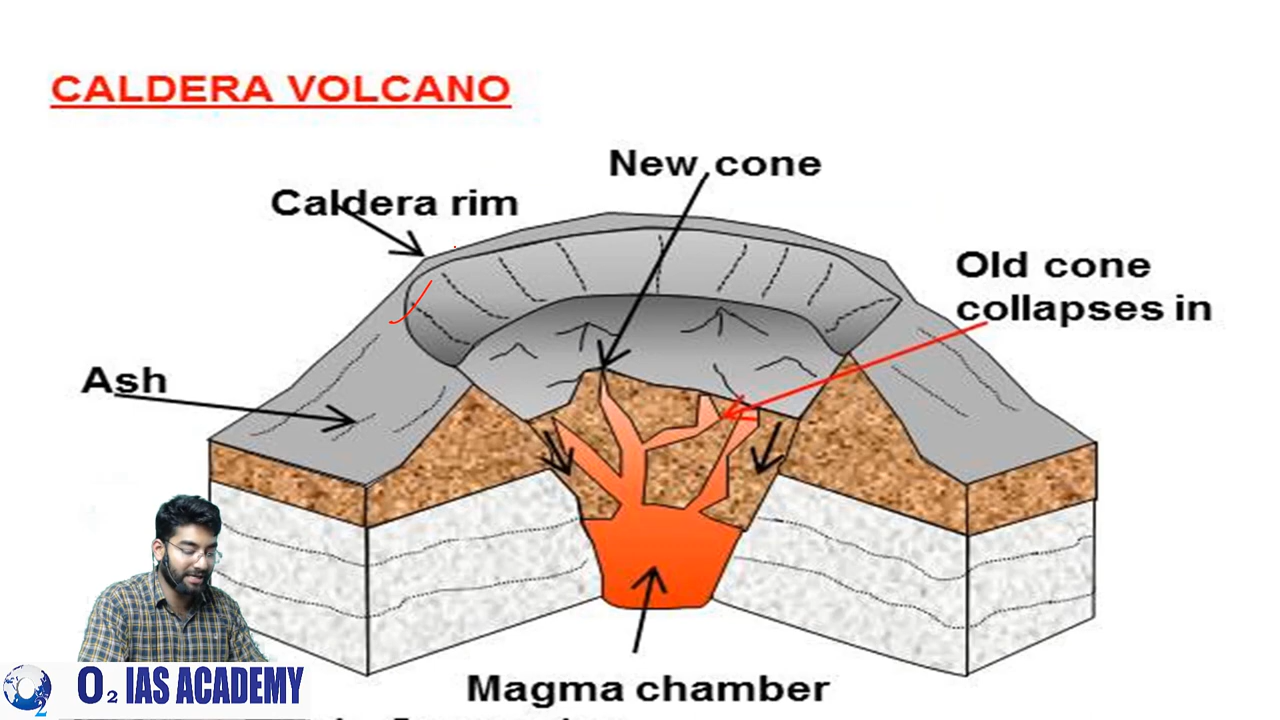 CALDERA VOLCANO
New cone
Caldera rim
Old cone
collapses in
Ash
Magma chamber
O2 IAS ACADEMY